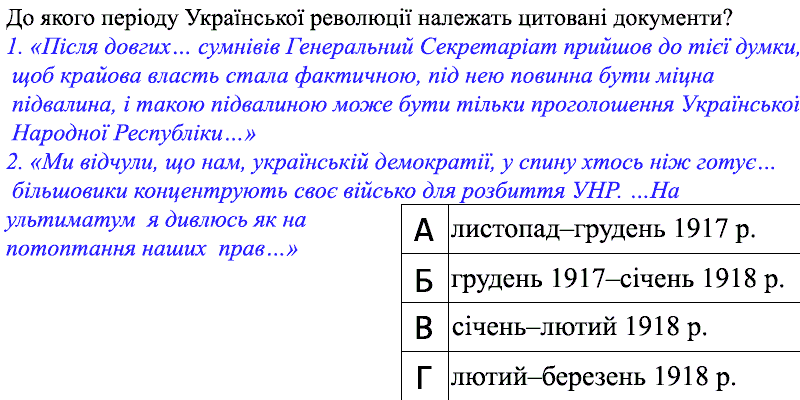 До якого періоду Української революції належать цитовані документи?
1. «Після довгих… сумнівів Генеральний Секретаріат прийшов до тієї думки,
щоб крайова власть стала фактичною, під нею повинна бути міцна
підвалина, і такою підвалиною може бути тільки проголошення Української
Народної Республіки…»
2. «Ми відчули, що нам, українській демократії, у спину хтось ніж готує…
більшовики концентрують своє військо для розбиття УНР. …На
ультиматум я дивлюсь як на
потоптання наших прав…»
А листопад–грудень 1917 р.
Б грудень 1917–січень 1918 р.
В січень–лютий 1918 р.
Г лютий–березень 1918 р.